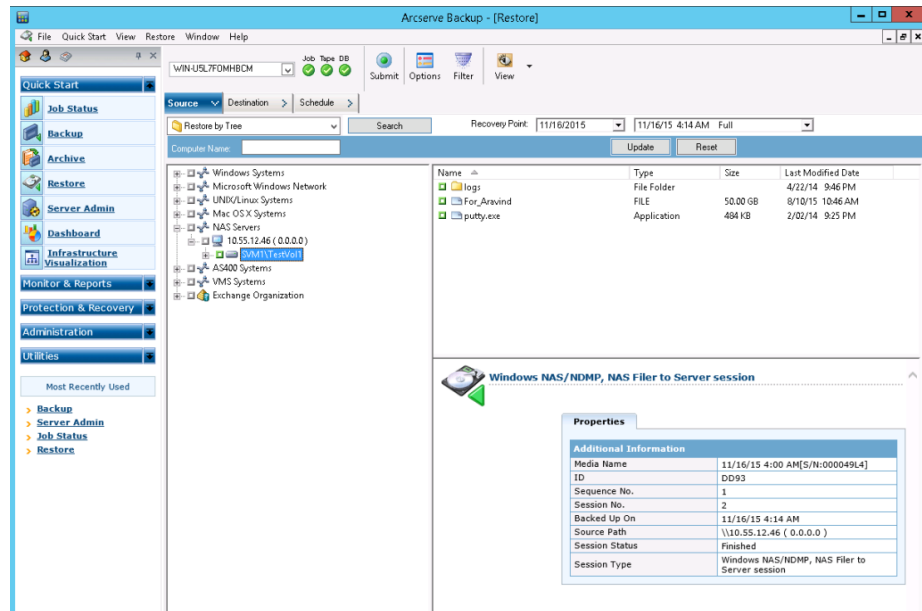 Arcserve Backup - [Restore]
File Quick Start View Restore Window Help
WIN-U5L7F0MHBCM
Job Tape DB
Submit Options Filter View
Quick Start
Job Status
Backup
Archive
Restore
Server Admin
Dashboard
Infrastructure
Visualization
Monitor & Reports
Protection & Recovery
Administration
Utilities
Most Recently Used
Backup
Server Admin
Job Status
Restore
Source Destination Schedule
Restore by Tree Search Recovery Point: 11/16/2015 11/16/15 4:14 AM Full
Computer Name: Update Reset
Windows Systems
Microsoft Windows Network
UNIX/Linux Systems
Mac OS X Systems
NAS Servers
10.55.12.46 ( 0.0.0.0 )
SVM1\TestVol1
AS400 Systems
VMS Systems
Exchange Organization
Name Type Size Last Modified Date
logs File Folder 4/22/14 9:46 PM
For_Aravind FILE 50.00 GB 8/10/15 10:46 AM
putty.exe Application 484 KB 2/02/14 9:25 PM
Windows NAS/NDMP, NAS Filer to Server session
Properties
Additional Information
Media Name 11/16/15 4:00 AM[S/N:000049L4]
ID DD93
Sequence No. 1
Session No. 2
Backed Up On 11/16/15 4:14 AM
Source Path \\10.55.12.46 ( 0.0.0.0 )
Session Status Finished
Session Type Windows NAS/NDMP, NAS Filer to
Server session